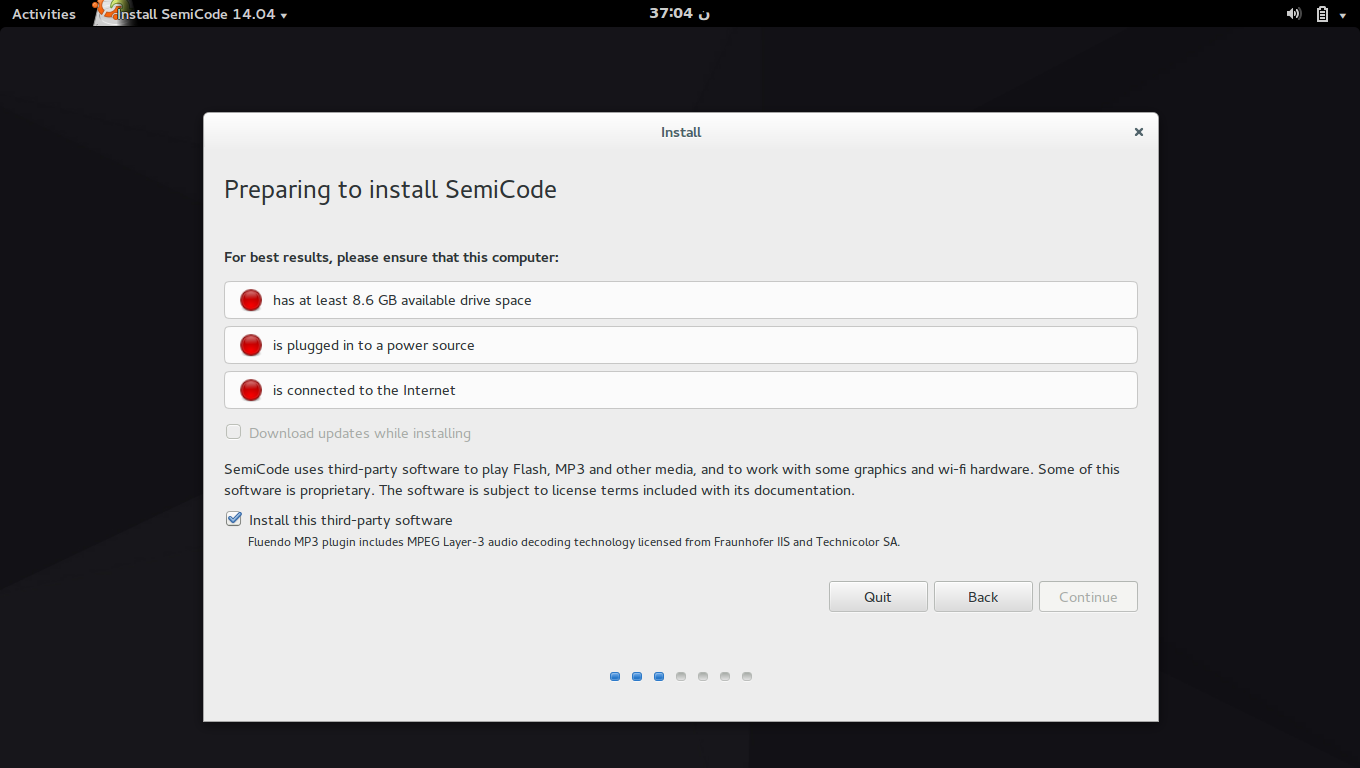 Activities
Install SemiCode 14.04
37:04 ن
Install
Preparing to install SemiCode
For best results, please ensure that this computer:
has at least 8.6 GB available drive space
is plugged in to a power source
is connected to the Internet
Download updates while installing
SemiCode uses third-party software to play Flash, MP3 and other media, and to work with some graphics and wi-fi hardware. Some of this
software is proprietary. The software is subject to license terms included with its documentation.
Install this third-party software
Fluendo MP3 plugin includes MPEG Layer-3 audio decoding technology licensed from Fraunhofer IIS and Technicolor SA.
Quit
Back
Continue